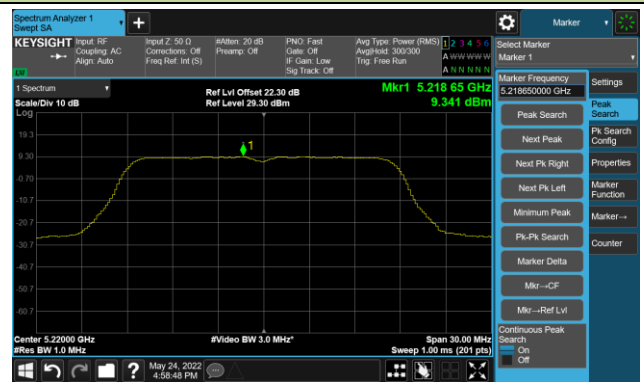 Spectrum Analyzer 1
Swept SA
KEYSIGHT
Input: RF
Coupling: AC
Align: Auto
Input Z: 50 Ω
Corrections: Off
Freq Ref: Int (S)
#Atten: 20 dB
Preamp: Off
PNO: Fast
Gate: Off
IF Gain: Low
Sig Track: Off
Avg Type: Power (RMS)
Avg|Hold: 300/300
Trig: Free Run
1 2 3 4 5 6
A W W W W W
A N N N N N
LV
1 Spectrum
Scale/Div 10 dB
Log
Ref Lvl Offset 22.30 dB
Ref Level 29.30 dBm
Mkr1 5.218 65 GHz
9.341 dBm
1
19.3
9.30
-0.70
-10.7
-20.7
-30.7
-40.7
-50.7
-60.7
Center 5.22000 GHz
#Res BW 1.0 MHz
#Video BW 3.0 MHz*
Span 30.00 MHz
Sweep 1.00 ms (201 pts)
May 24, 2022
4:58:48 PM
Marker
Select Marker
Marker 1
Marker Frequency
5.218650000 GHz
Peak Search
Next Peak
Next Pk Right
Next Pk Left
Minimum Peak
Pk-Pk Search
Marker Delta
Mkr→CF
Mkr→Ref Lvl
Continuous Peak
Search
On
Off
Settings
Peak
Search
Pk Search
Config
Properties
Marker
Function
Marker→
Counter